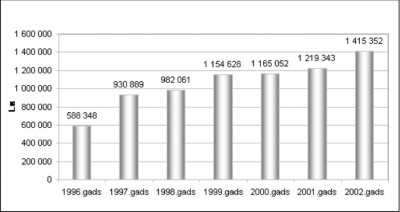 1 600 000
1 400 000
1 200 000
1 000 000
800 000
600 000
400 000
200 000
0
Ls
588 348
930 889
982 061
1 154 628
1 165 052
1 219 343
1 415 352
1996.gads 1997.gads 1998.gads 1999.gads 2000.gads 2001.gads 2002.gads